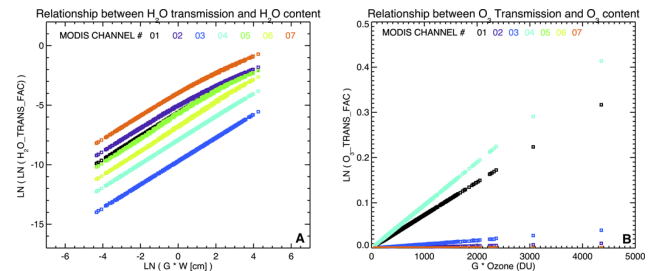 Relationship between H2O transmission and H2O content
MODIS CHANNEL # 01 02 03 04 05 06 07
LN ( LN ( H2O_TRANS_FAC))
0
-5
-10
-15
-6 -4 -2 0 2 4 6
LN ( G * W [cm] )
A
Relationship between O3 Transmission and O3 content
MODIS CHANNEL # 01 02 03 04 05 06 07
LN ( O3_TRANS_FAC)
0.5
0.4
0.3
0.2
0.1
0.0
0 1000 2000 3000 4000 5000
G * Ozone (DU)
B